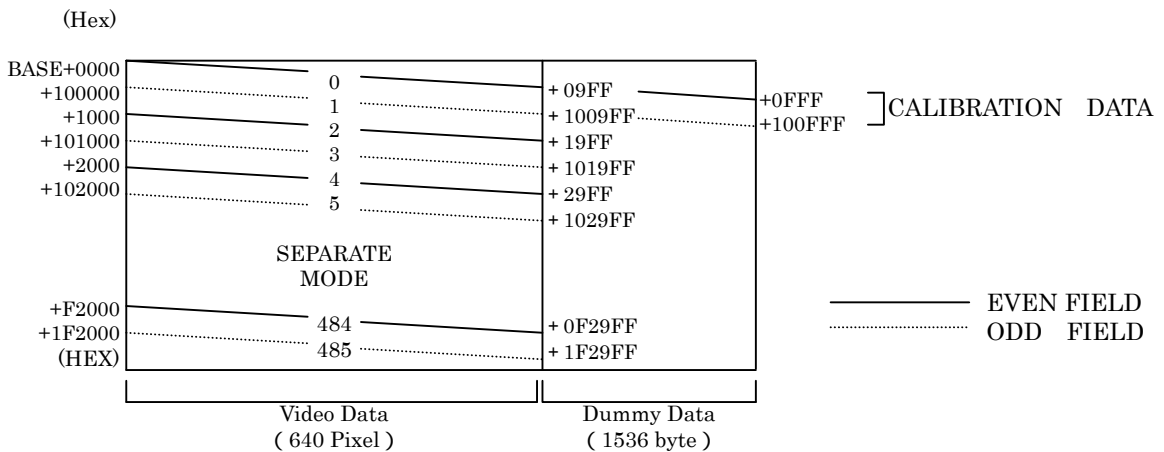 (Hex)
BASE+0000
+100000
+1000
+101000
+2000
+102000
0
1
2
3
4
5
+ 09FF
+ 1009FF
+ 19FF
+ 1019FF
+ 29FF
+ 1029FF
+0FFF
+100FFF
CALIBRATION DATA
SEPARATE
MODE
+F2000
+1F2000
(HEX)
484
485
+ 0F29FF
+ 1F29FF
EVEN FIELD
ODD FIELD
Video Data
( 640 Pixel )
Dummy Data
( 1536 byte )